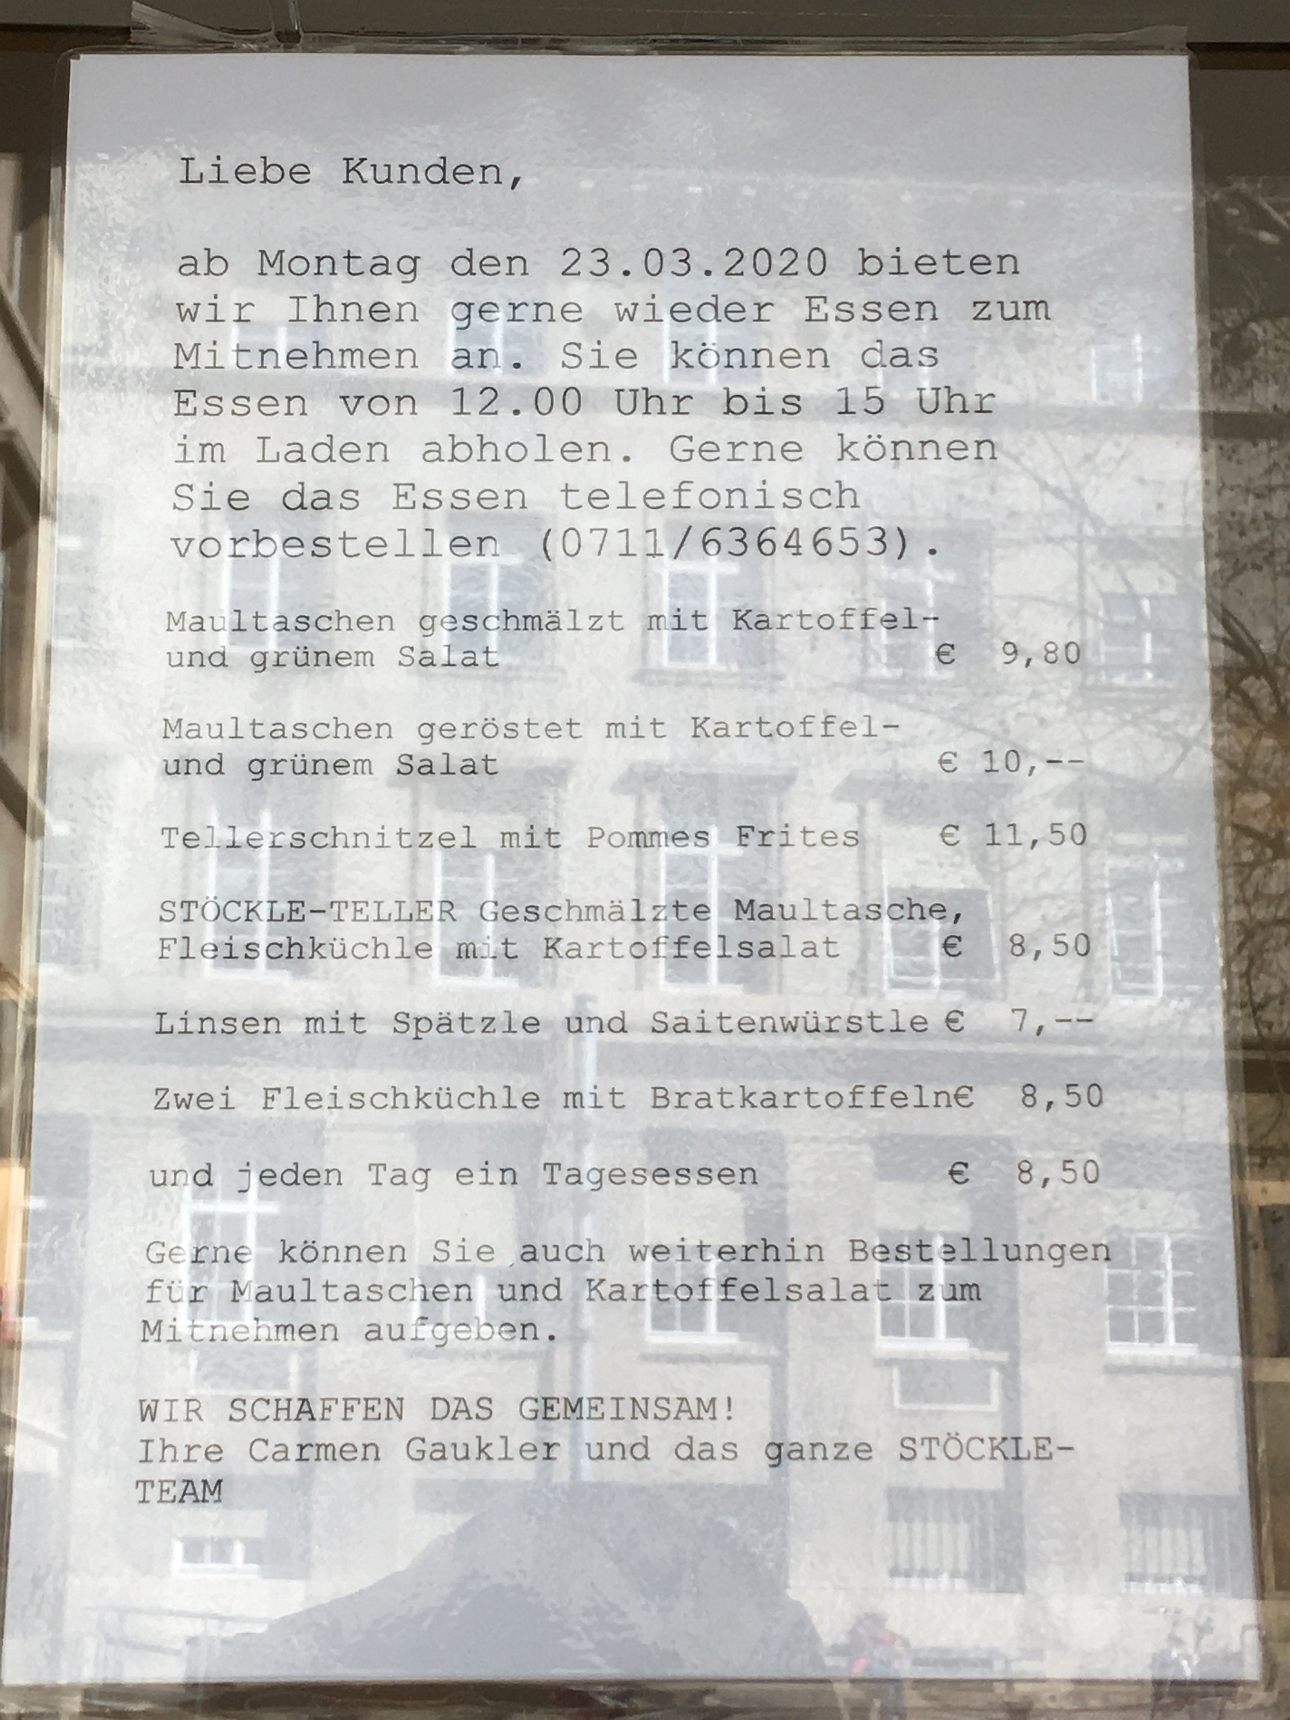 Liebe Kunden,
ab Montag den 23.03.2020 bieten
wir Ihnen gerne wieder Essen zum
Mitnehmen an. Sie können das
Essen von 12.00 Uhr bis 15 Uhr
im Laden abholen. Gerne können
Sie das Essen telefonisch
vorbestellen (0711/6364653).
Maultaschen geschmälzt mit Kartoffel-
und grünem Salat € 9,80
Maultaschen geröstet mit Kartoffel-
und grünem Salat € 10,--
Tellerschnitzel mit Pommes Frites € 11,50
STÖCKLE-TELLER Geschmälzte Maultasche,
Fleischküchle mit Kartoffelsalat € 8,50
Linsen mit Spätzle und Saitenwürstle € 7,--
Zwei Fleischküchle mit Bratkartoffeln€ 8,50
und jeden Tag ein Tagesessen € 8,50
Gerne können Sie auch weiterhin Bestellungen
für Maultaschen und Kartoffelsalat zum
Mitnehmen aufgeben.
WIR SCHAFFEN DAS GEMEINSAM!
Ihre Carmen Gaukler und das ganze STÖCKLE-
TEAM